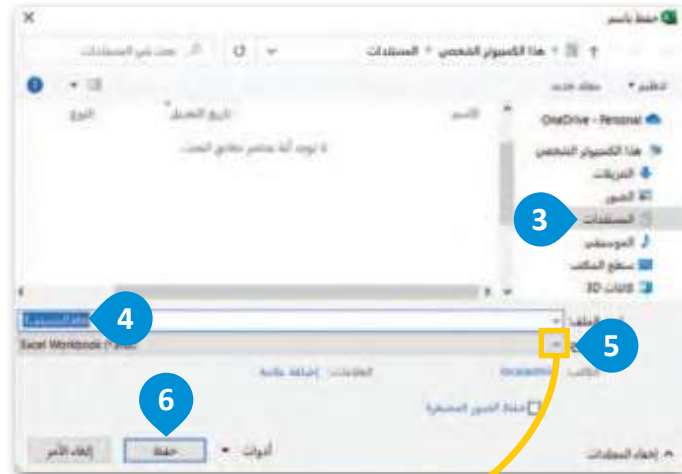 حفظ باسم
هذا الكمبيوتر الشخصي المستندات
بحث في المستندات
تنظيم
مجلد جديد
الاسم تاريخ التعديل النوع
لا توجد أية عناصر تطابق البحث.
OneDrive - Personal
هذا الكمبيوتر الشخصي
التنزيلات
الصور
3 المستندات
الموسيقى
سطح المكتب
كائنات 3D
4 الملف:
Excel Workbook 5
العلامات: إضافة علامة
حفظ الصور المصغرة
6
إخفاء المجلدات أدوات حفظ إلغاء الأمر